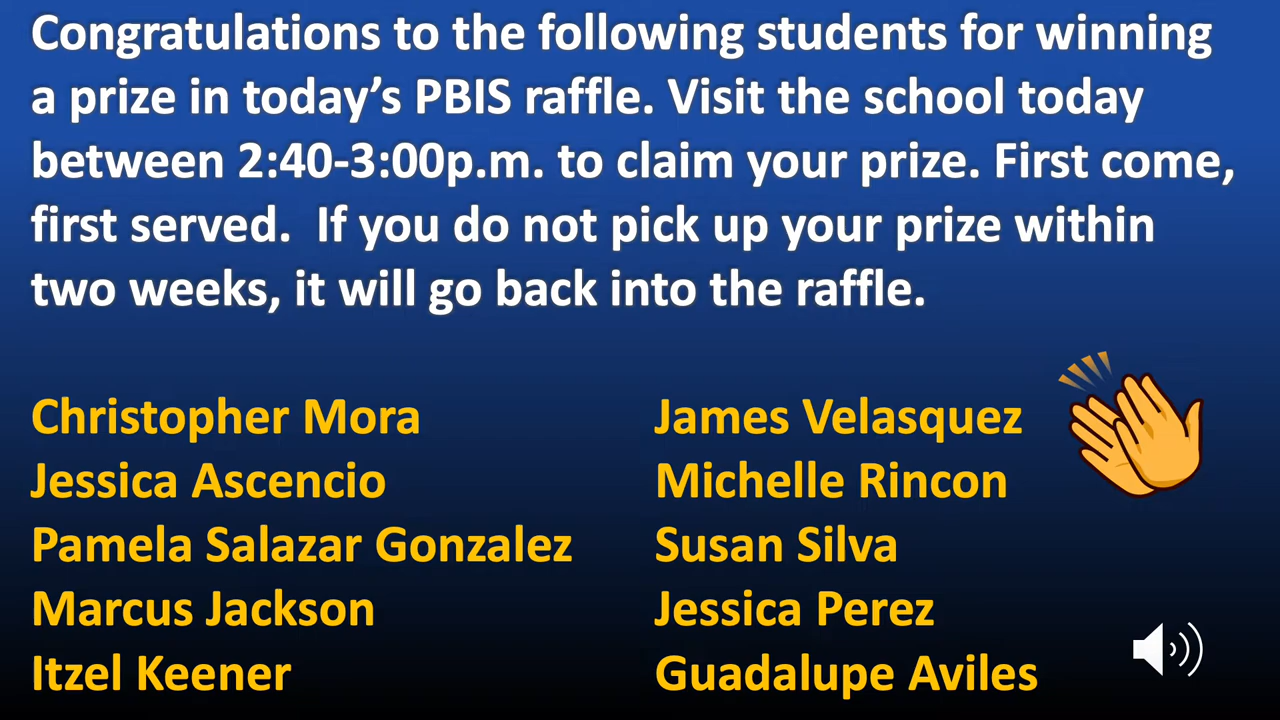 Congratulations to the following students for winning
a prize in today’s PBIS raffle. Visit the school today
between 2:40-3:00p.m. to claim your prize. First come,
first served.  If you do not pick up your prize within
two weeks, it will go back into the raffle.
Christopher Mora
Jessica Ascencio
Pamela Salazar Gonzalez
Marcus Jackson
Itzel Keener
James Velasquez
Michelle Rincon
Susan Silva
Jessica Perez
Guadalupe Aviles